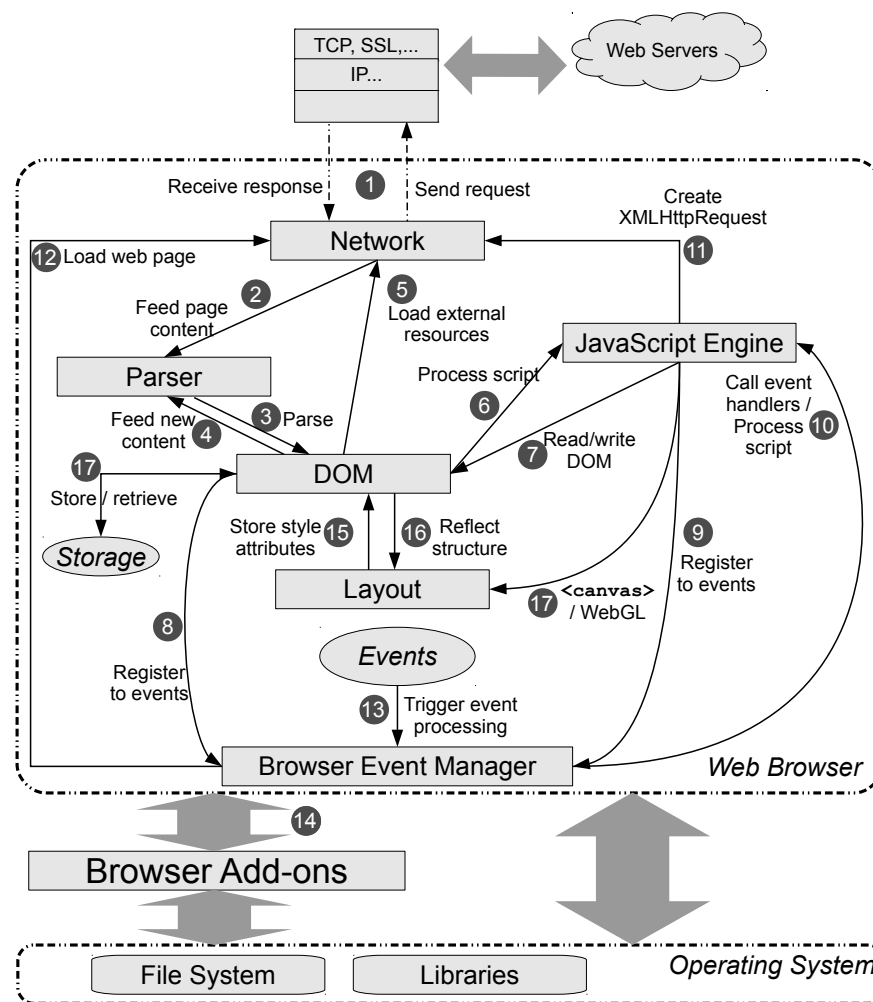 TCP, SSL,...
IP...
Web Servers
Receive response
1
Send request
Create
XMLHttpRequest
11
Network
12
Load web page
2
Feed page
content
5
Load external
resources
JavaScript Engine
Parser
Process script
6
Call event
handlers /
Process
script
10
Feed new
content
4
3
Parse
7
Read/write
DOM
17
Store / retrieve
DOM
Storage
Store style
attributes
15
16
Reflect
structure
9
Register
to events
Layout
17
<canvas>
/ WebGL
8
Register
to events
Events
13
Trigger event
processing
Browser Event Manager
Web Browser
14
Browser Add-ons
File System
Libraries
Operating System